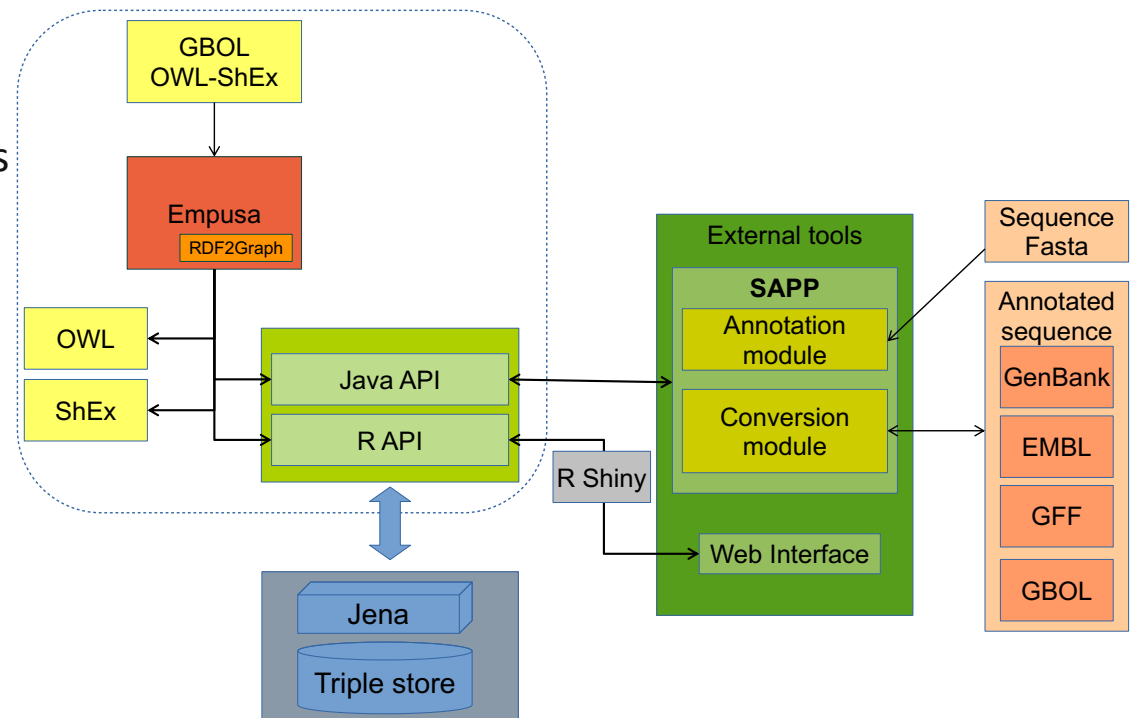 GBOL
OWL-ShEx
s
Empusa
RDF2Graph
OWL
ShEx
Java API
R API
Jena
Triple store
R Shiny
External tools
SAPP
Annotation
module
Conversion
module
Web Interface
Sequence
Fasta
Annotated
sequence
GenBank
EMBL
GFF
GBOL